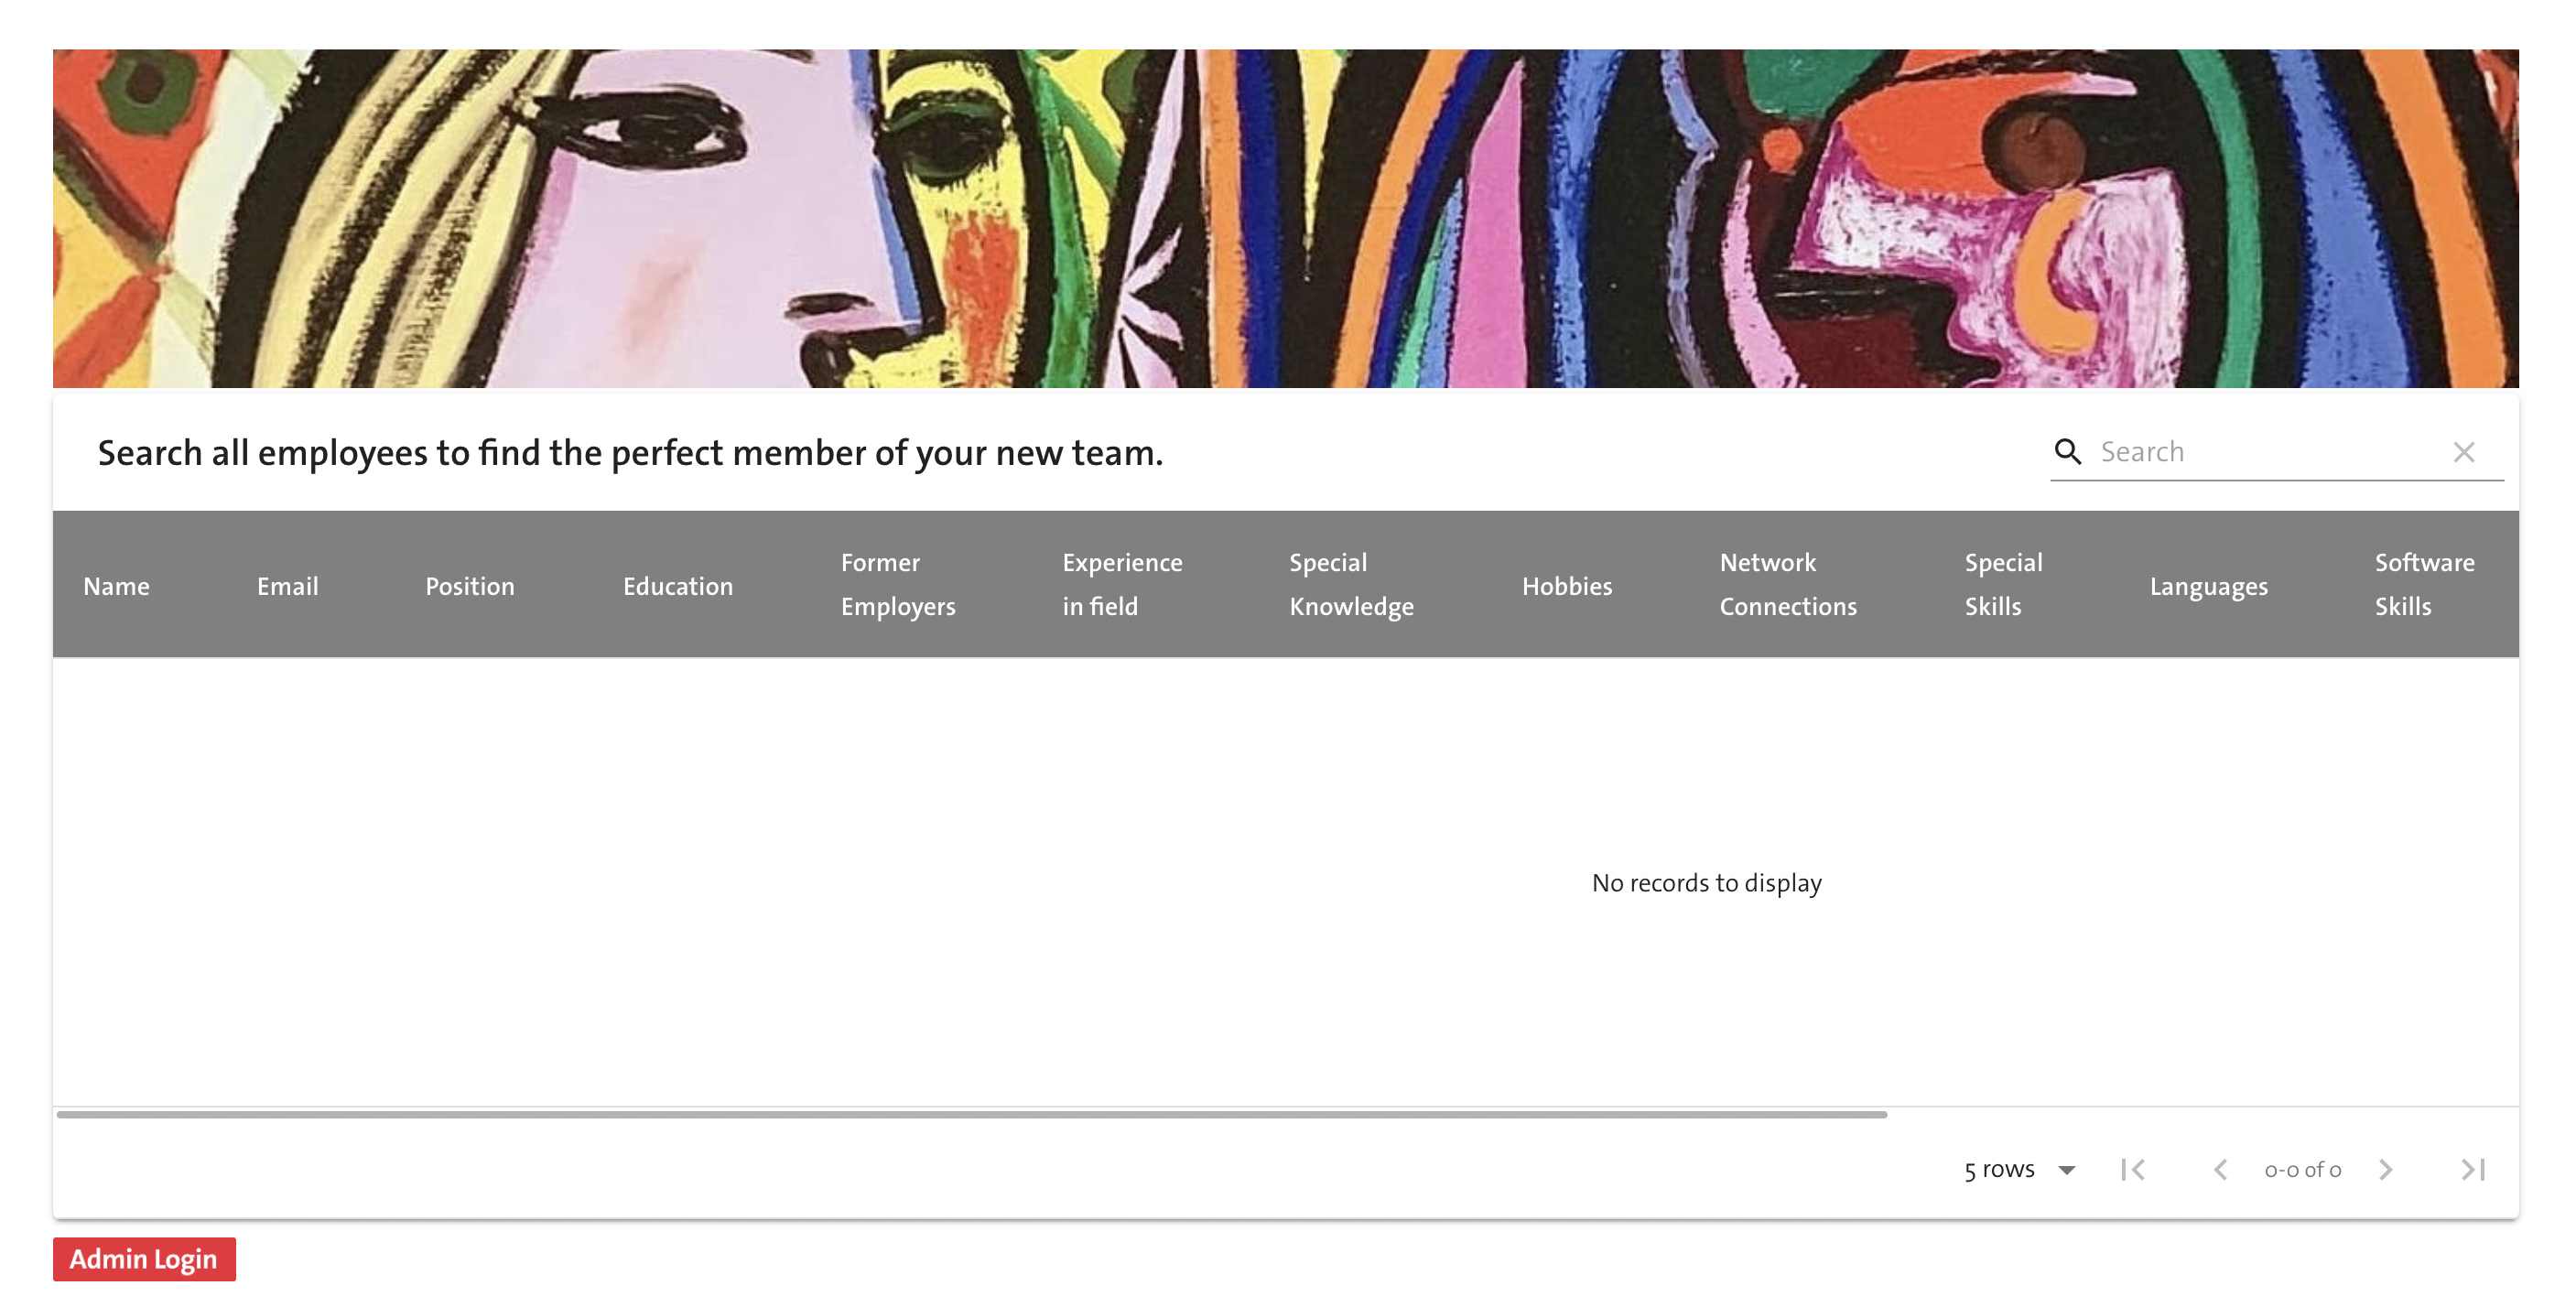 Search all employees to find the perfect member of your new team.
Search
Name
Email
Position
Education
Former
Employers
Experience
in field
Special
Knowledge
Hobbies
Network
Connections
Special
Skills
Languages
Software
Skills
No records to display
5 rows
0-0 of 0
Admin Login